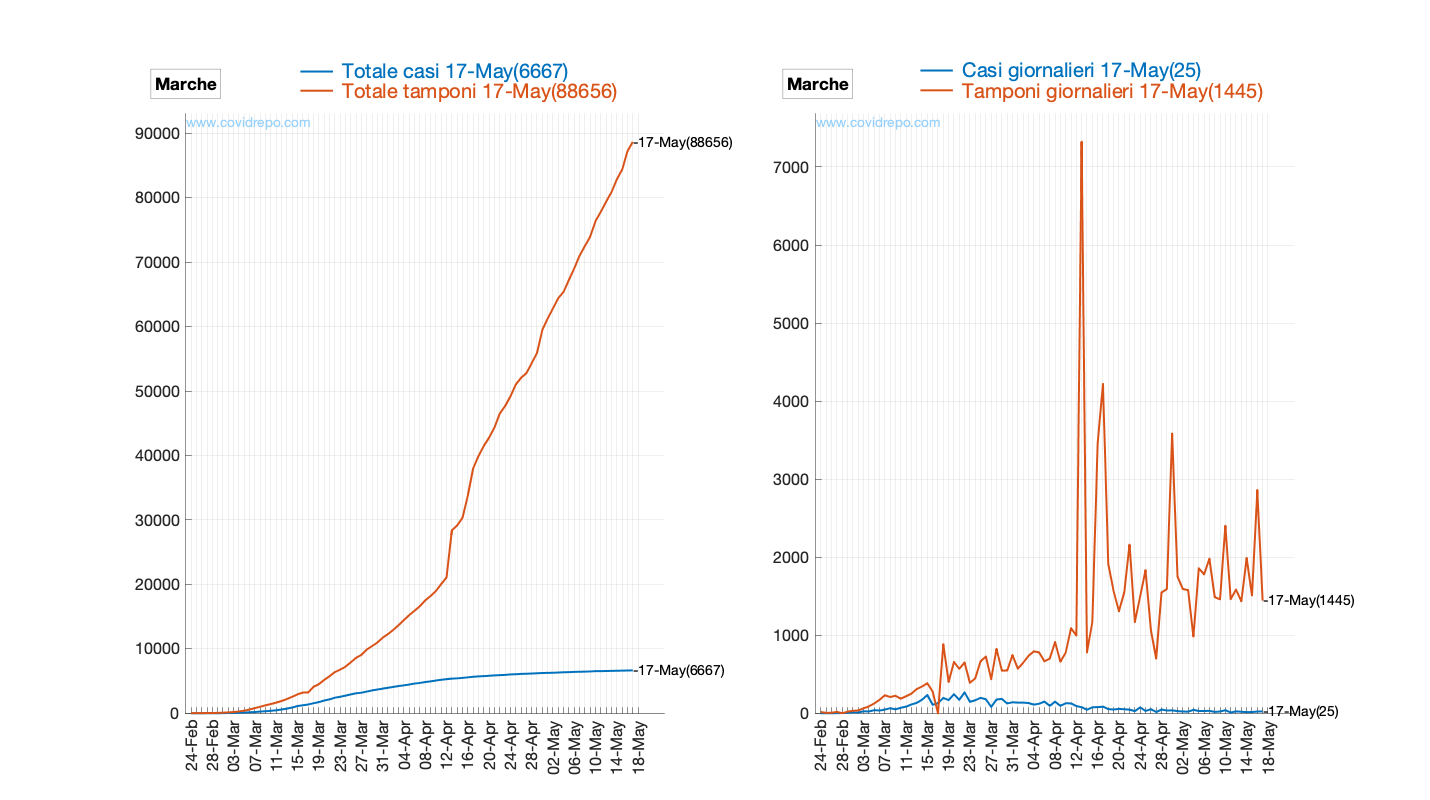 Marche
Totale casi 17-May(6667)
Totale tamponi 17-May(88656)
www.covidrepo.com
90000
80000
70000
60000
50000
40000
30000
20000
10000
0
-17-May(88656)
-17-May(6667)
24-Feb
28-Feb
03-Mar
07-Mar
11-Mar
15-Mar
19-Mar
23-Mar
27-Mar
31-Mar
04-Apr
08-Apr
12-Apr
16-Apr
20-Apr
24-Apr
28-Apr
02-May
06-May
10-May
14-May
18-May
Marche
Casi giornalieri 17-May(25)
Tamponi giornalieri 17-May(1445)
www.covidrepo.com
7000
6000
5000
4000
3000
2000
1000
0
-17-May(1445)
-17-May(25)
24-Feb
28-Feb
03-Mar
07-Mar
11-Mar
15-Mar
19-Mar
23-Mar
27-Mar
31-Mar
04-Apr
08-Apr
12-Apr
16-Apr
20-Apr
24-Apr
28-Apr
02-May
06-May
10-May
14-May
18-May